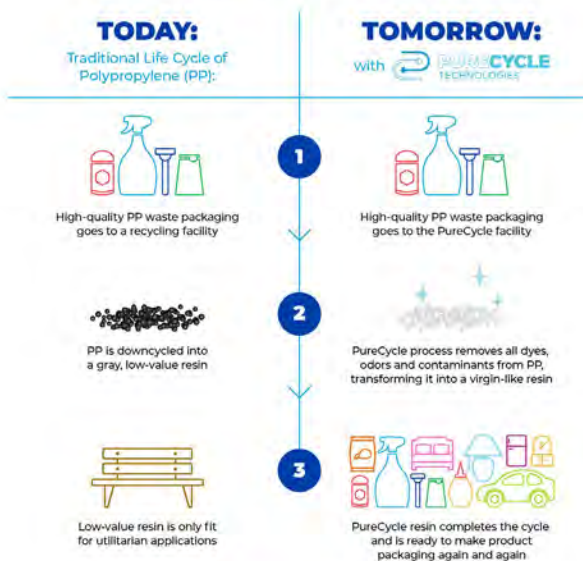 TODAY:
Traditional Life Cycle of
Polypropylene (PP):
TOMORROW:
with PURECYCLE
TECHNOLOGIES
1
High-quality PP waste packaging
goes to a recycling facility
High-quality PP waste packaging
goes to the PureCycle facility
2
PP is downcycled into
a gray, low-value resin
PureCycle process removes all dyes,
odors and contaminants from PP,
transforming it into a virgin-like resin
3
Low-value resin is only fit
for utilitarian applications
PureCycle resin completes the cycle
and is ready to make product
packaging again and again